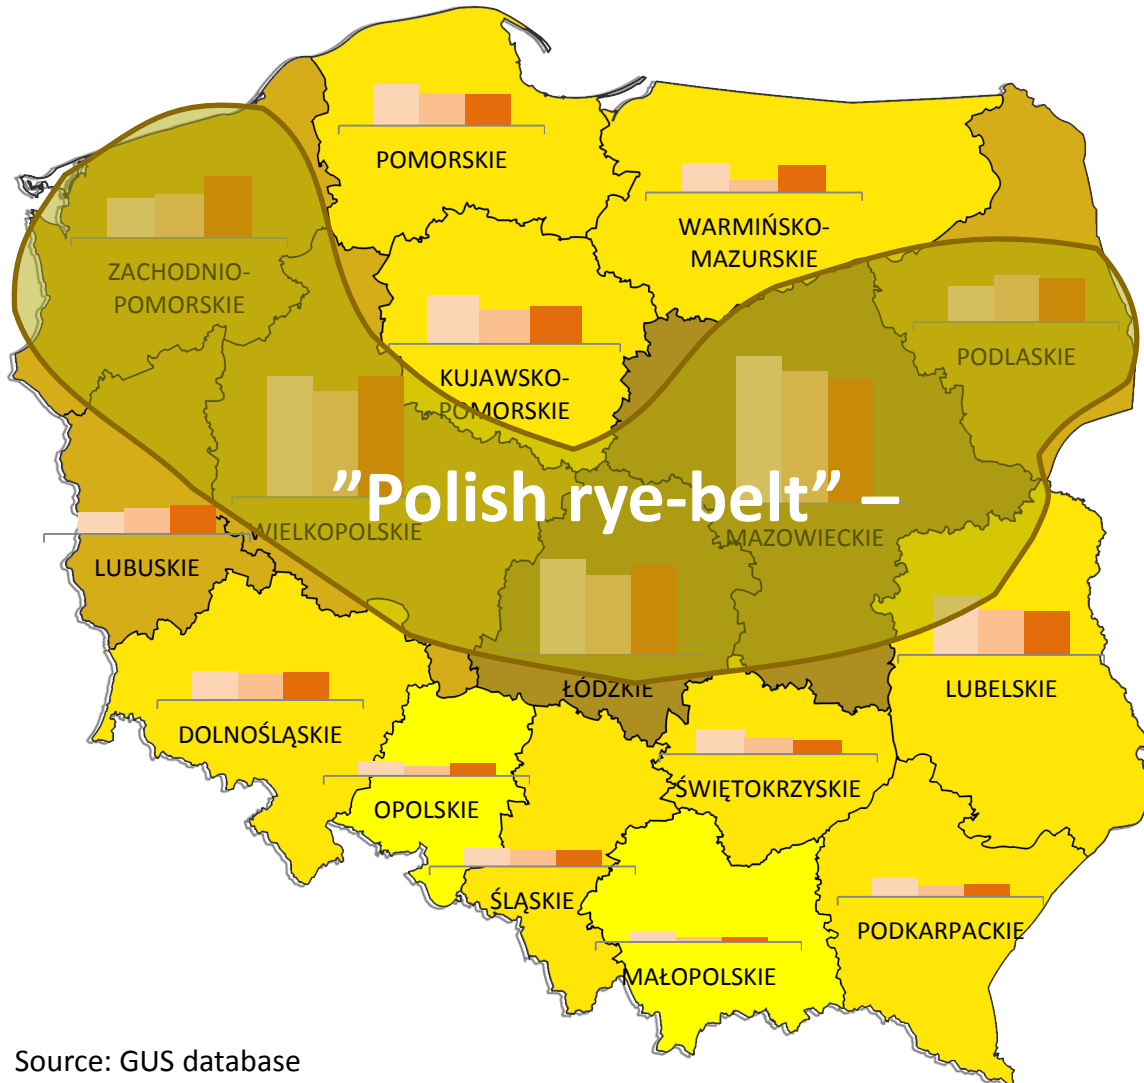 POMORSKIE
WARMIŃSKO-
MAZURSKIE
ZACHODNIO-
POMORSKIE
PODLASKIE
KUJAWSKO-
POMORSKIE
”Polish rye-belt” –
WIELKOPOLSKIE
MAZOWIECKIE
LUBUSKIE
ŁÓDZKIE
LUBELSKIE
DOLNOŚLĄSKIE
ŚWIĘTOKRZYSKIE
OPOLSKIE
ŚLĄSKIE
PODKARPACKIE
MAŁOPOLSKIE
Source: GUS database